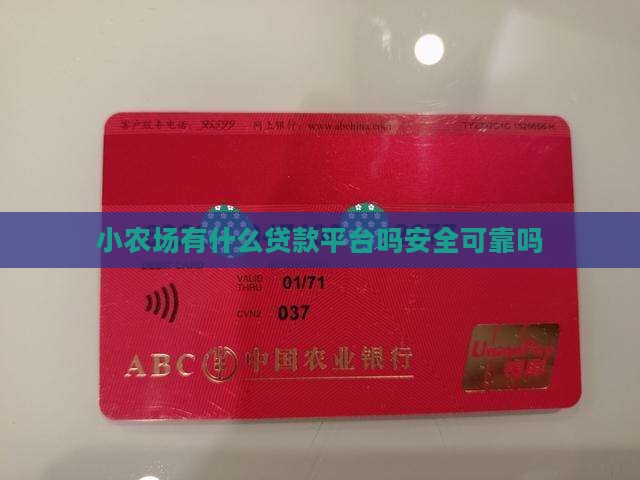 客户服务电话：95599 网上银行：www.abchina.com
小农场有什么贷款平台吗安全可靠吗
DEBIT CARD
VALID THRU 01/71
CVN2 037
ABC 中国农业银行
UnionPay
银联